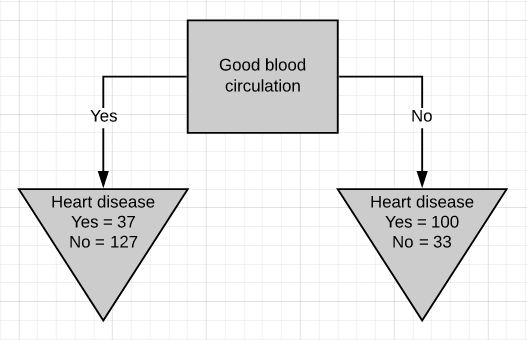 Good blood
circulation
Yes
No
Heart disease
Yes = 37
No = 127
Heart disease
Yes = 100
No = 33